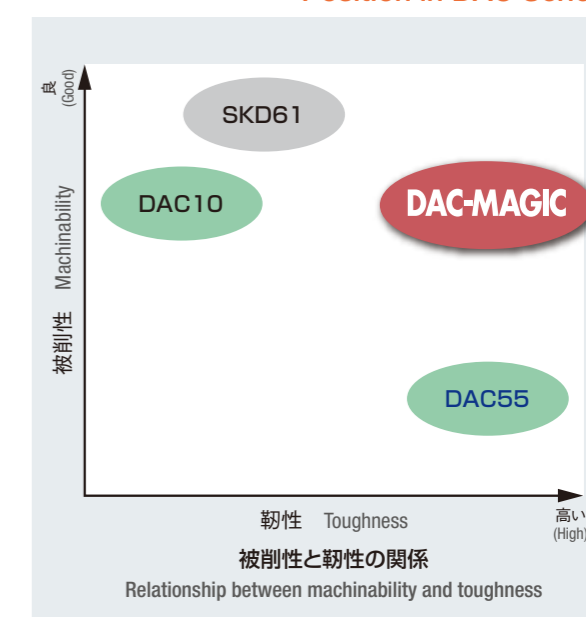 良
(Good)
SKD61
DAC10
DAC-MAGIC
DAC55
被削性 Machinability
靭性 Toughness
高い
(High)
被削性と靭性の関係
Relationship between machinability and toughness